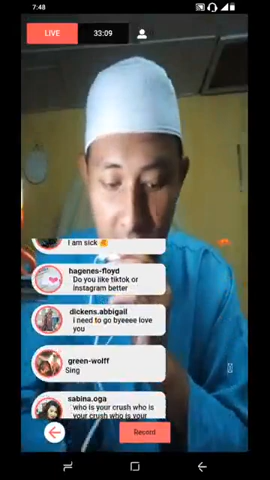 7:48
LIVE 33:09
I am sick
hagenes-floyd
Do you like tiktok or
instagram better
dickens.abbigail
i need to go byeeee love
you
green-wolff
Sing
sabina.oga
who is your crush who is
your crush who is your
Record